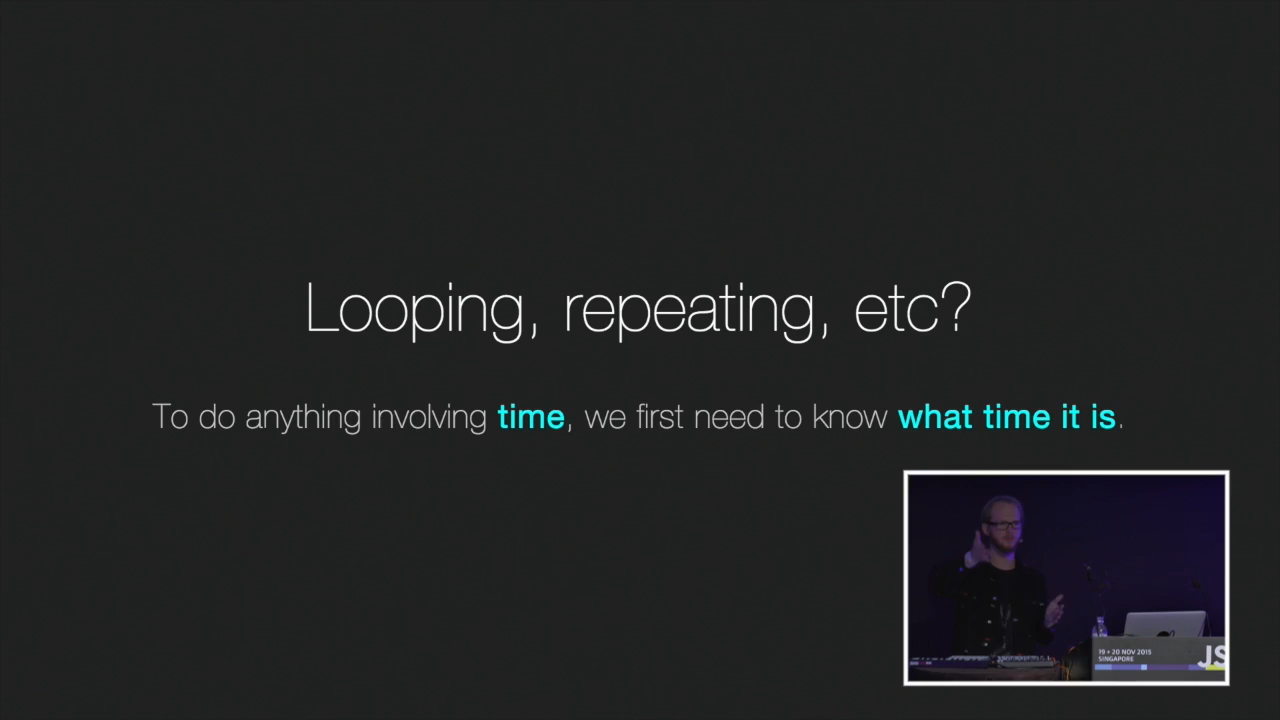 Looping, repeating, etc?
To do anything involving time, we first need to know what time it is.
19 + 20 NOV 2015
SINGAPORE
JS